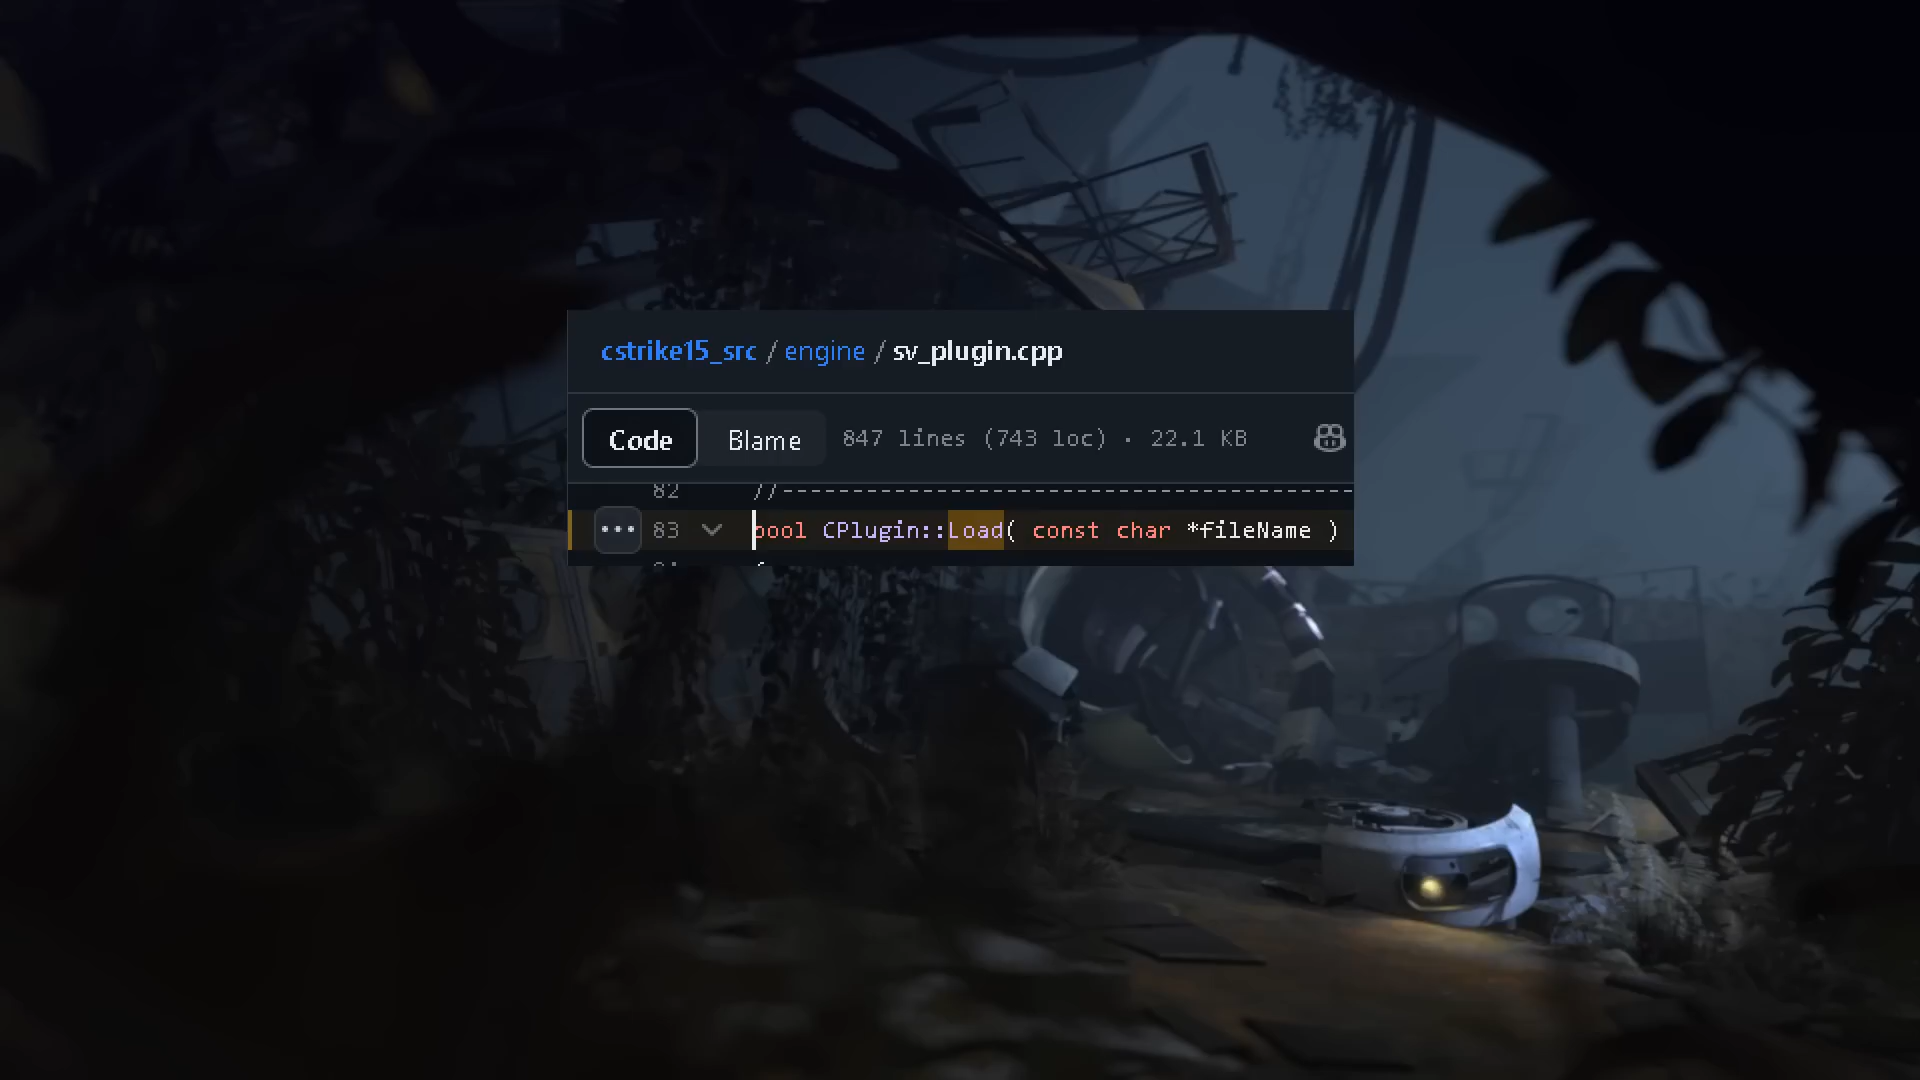 cstrike15_src / engine / sv_plugin.cpp
Code Blame 847 lines (743 loc) · 22.1 KB
82 //-----------------------------------------
83 bool CPlugin::Load( const char *fileName )